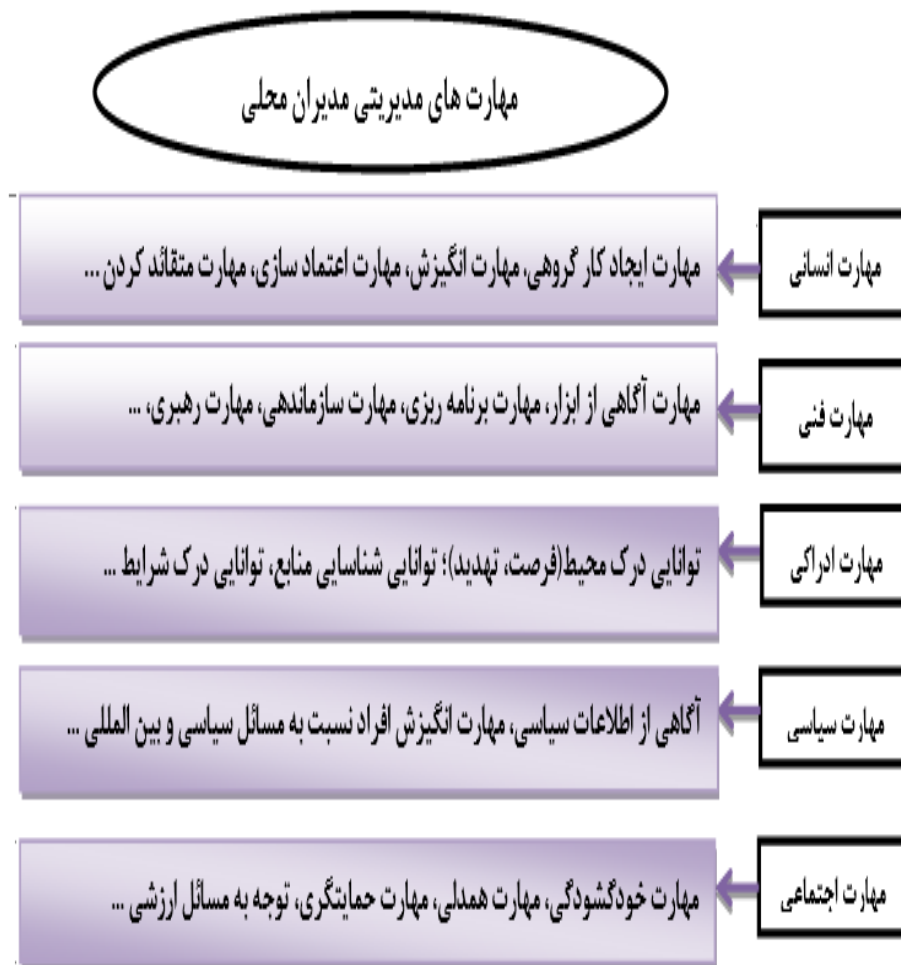 مهارت های مدیریتی مدیران محلی
مهارت انسانی
مهارت ایجاد کار گروهی، مهارت انگیزش، مهارت اعتماد سازی، مهارت متقائد کردن ...
مهارت فنی
مهارت آگاهی از ابزار، مهارت برنامه ریزی، مهارت سازماندهی، مهارت رهبری، ...
مهارت ادراکی
توانایی درک محیط(فرصت، تهدید)؛ توانایی شناسایی منابع، توانایی درک شرایط ...
مهارت سیاسی
آگاهی از اطلاعات سیاسی، مهارت انگیزش افراد نسبت به مسائل سیاسی و بین المللی ...
مهارت اجتماعی
مهارت خودگشودگی، مهارت همدلی، مهارت حمایتگری، توجه به مسائل ارزشی ...